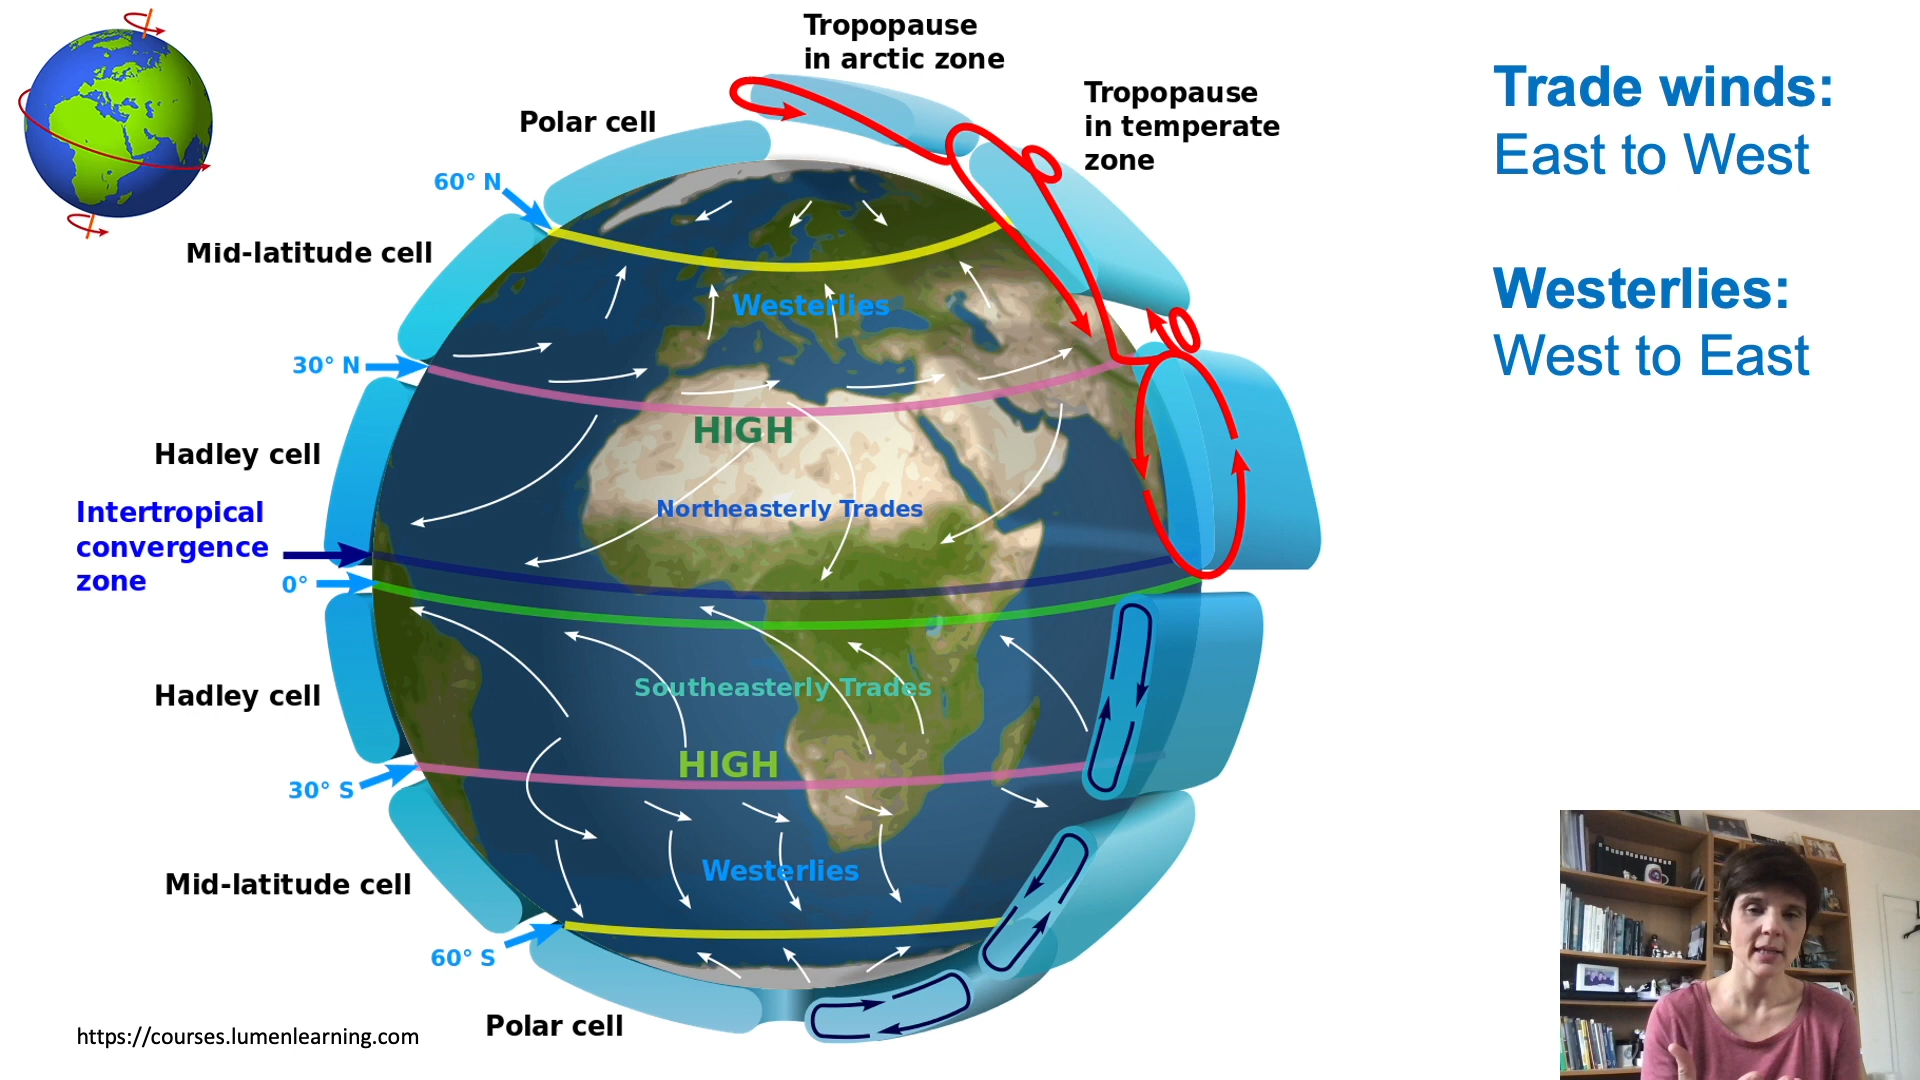 Tropopause
in arctic zone
Tropopause
in temperate
zone
Polar cell
60° N
Mid-latitude cell
30° N
Hadley cell
Intertropical
convergence
zone
0°
Hadley cell
30° S
Mid-latitude cell
60° S
Polar cell
Westerlies
HIGH
Northeasterly Trades
Southeasterly Trades
HIGH
Westerlies
Trade winds:
East to West
Westerlies:
West to East
https://courses.lumenlearning.com